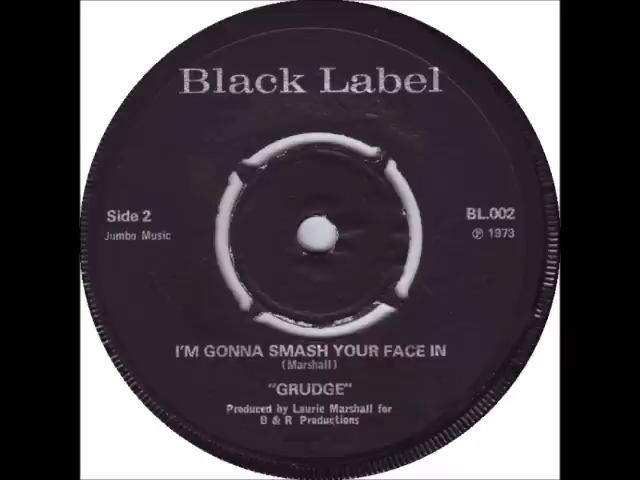 Black Label
Side 2
BL.002
Jumbo Music
℗ 1973
I'M GONNA SMASH YOUR FACE IN
(Marshall)
"GRUDGE"
Produced by Laurie Marshall for
B & R Productions